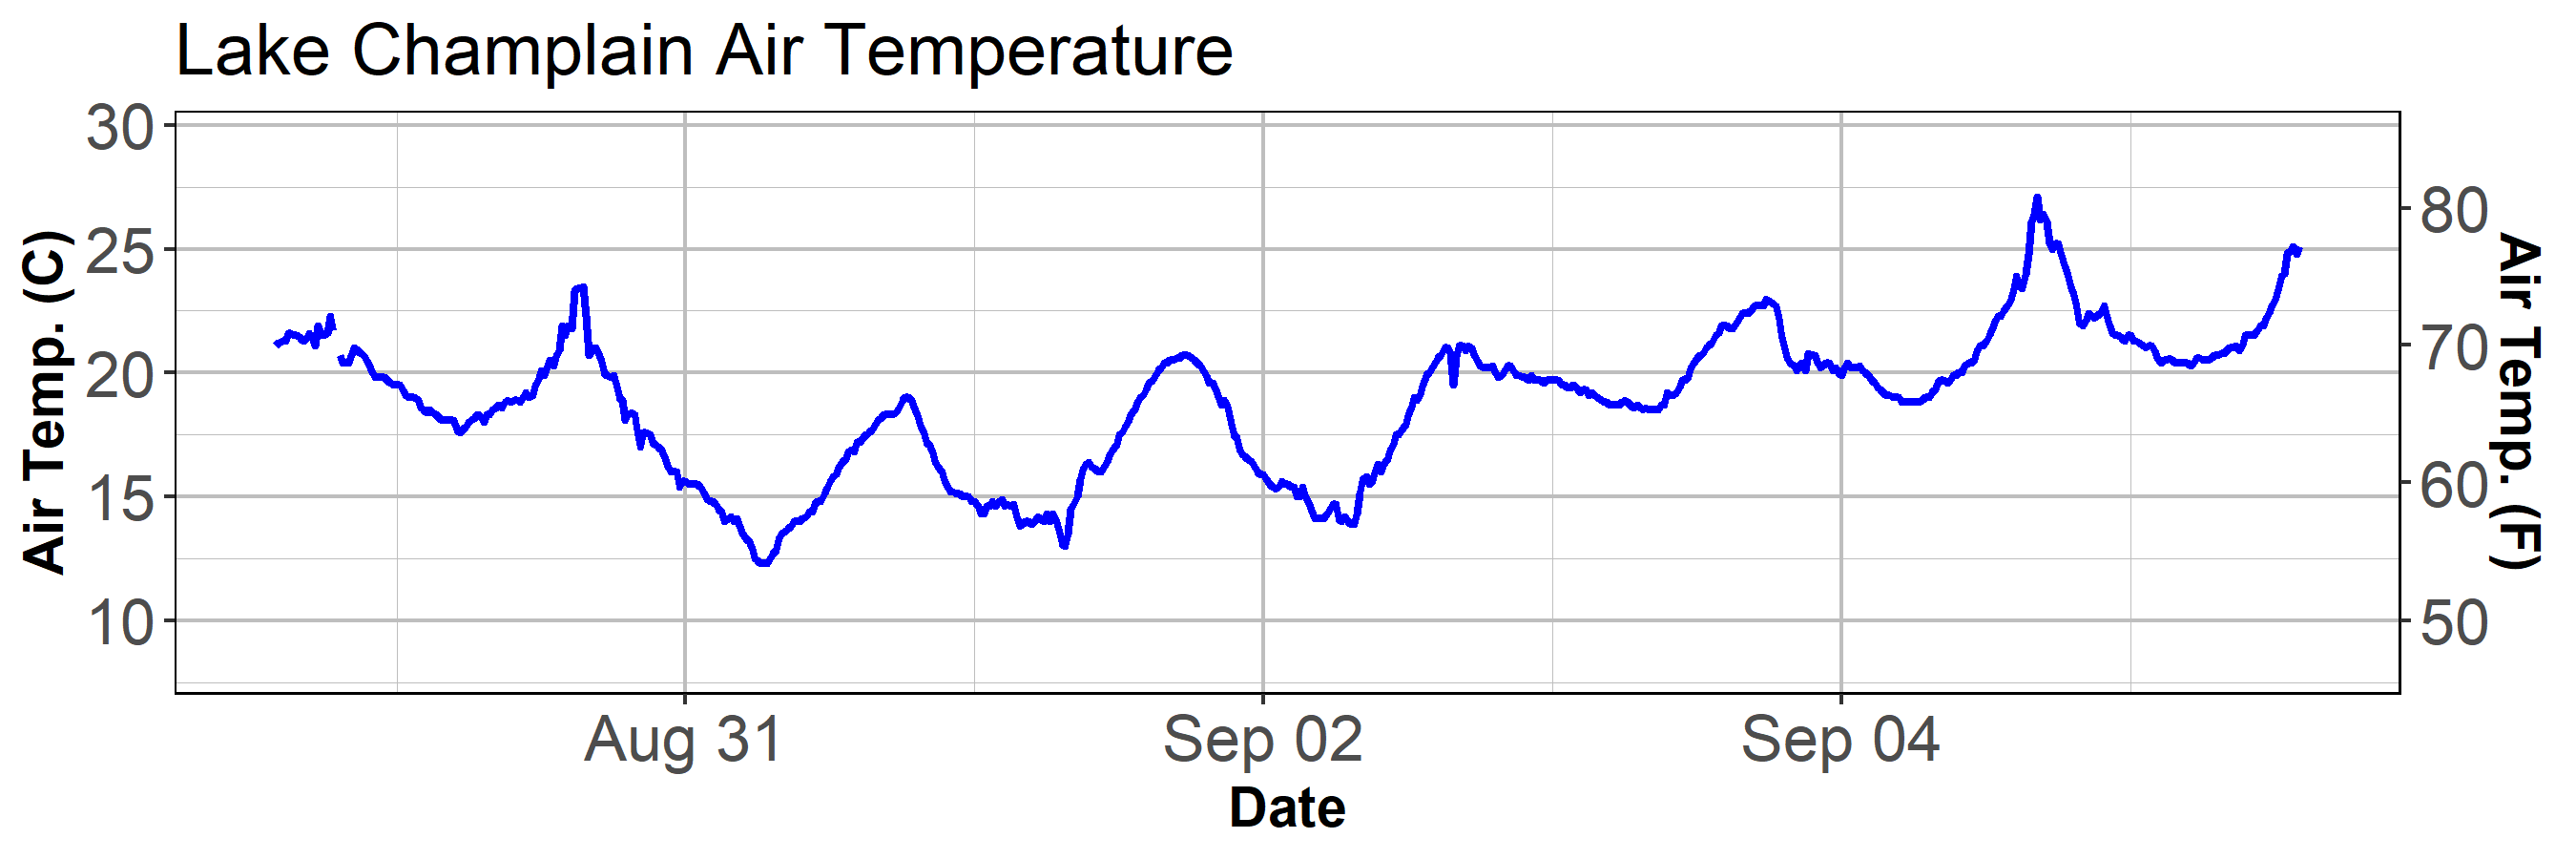 Lake Champlain Air Temperature
Air Temp. (C)
30
25
20
15
10
80
70
60
50
Air Temp. (F)
Aug 31
Sep 02
Sep 04
Date